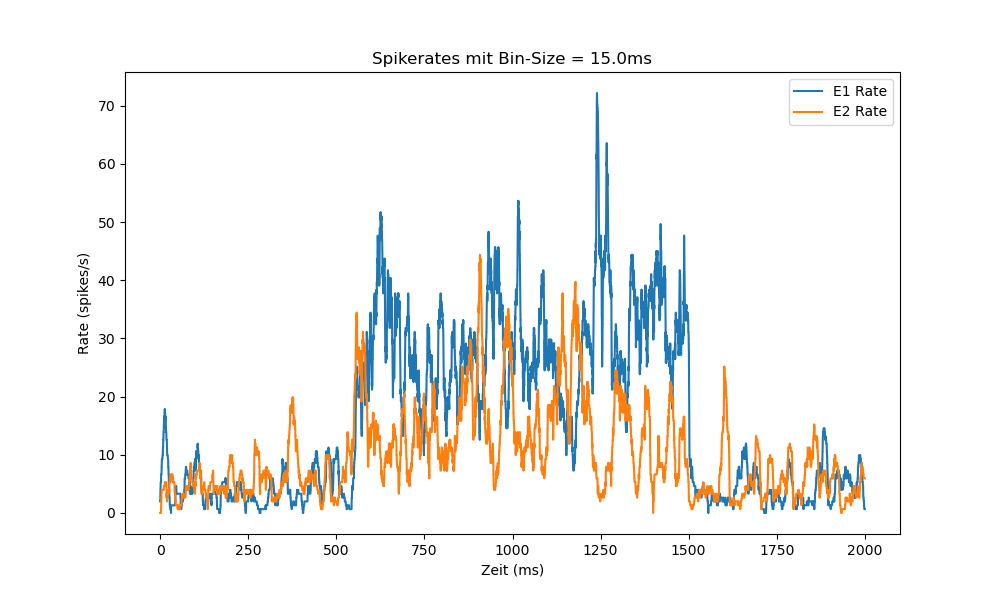 Spikerates mit Bin-Size = 15.0ms
E1 Rate
E2 Rate
Rate (spikes/s)
70
60
50
40
30
20
10
0
0 250 500 750 1000 1250 1500 1750 2000
Zeit (ms)